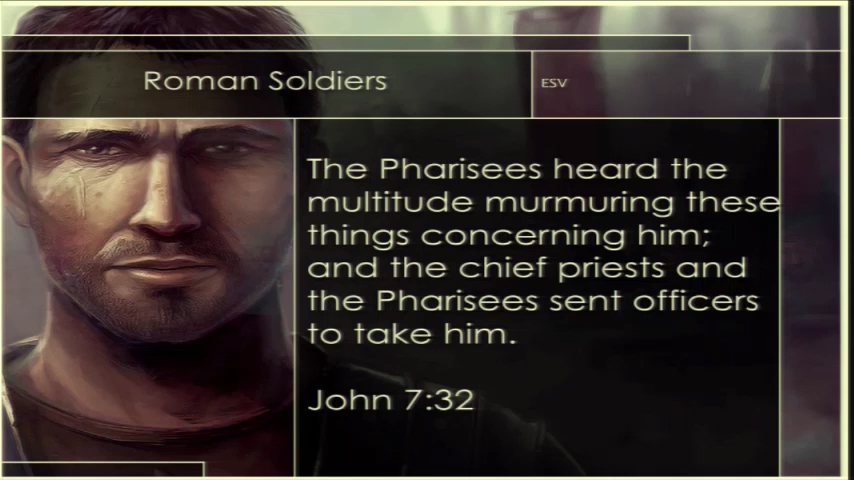 Roman Soldiers
ESV
The Pharisees heard the
multitude murmuring these
things concerning him;
and the chief priests and
the Pharisees sent officers
to take him.
John 7:32